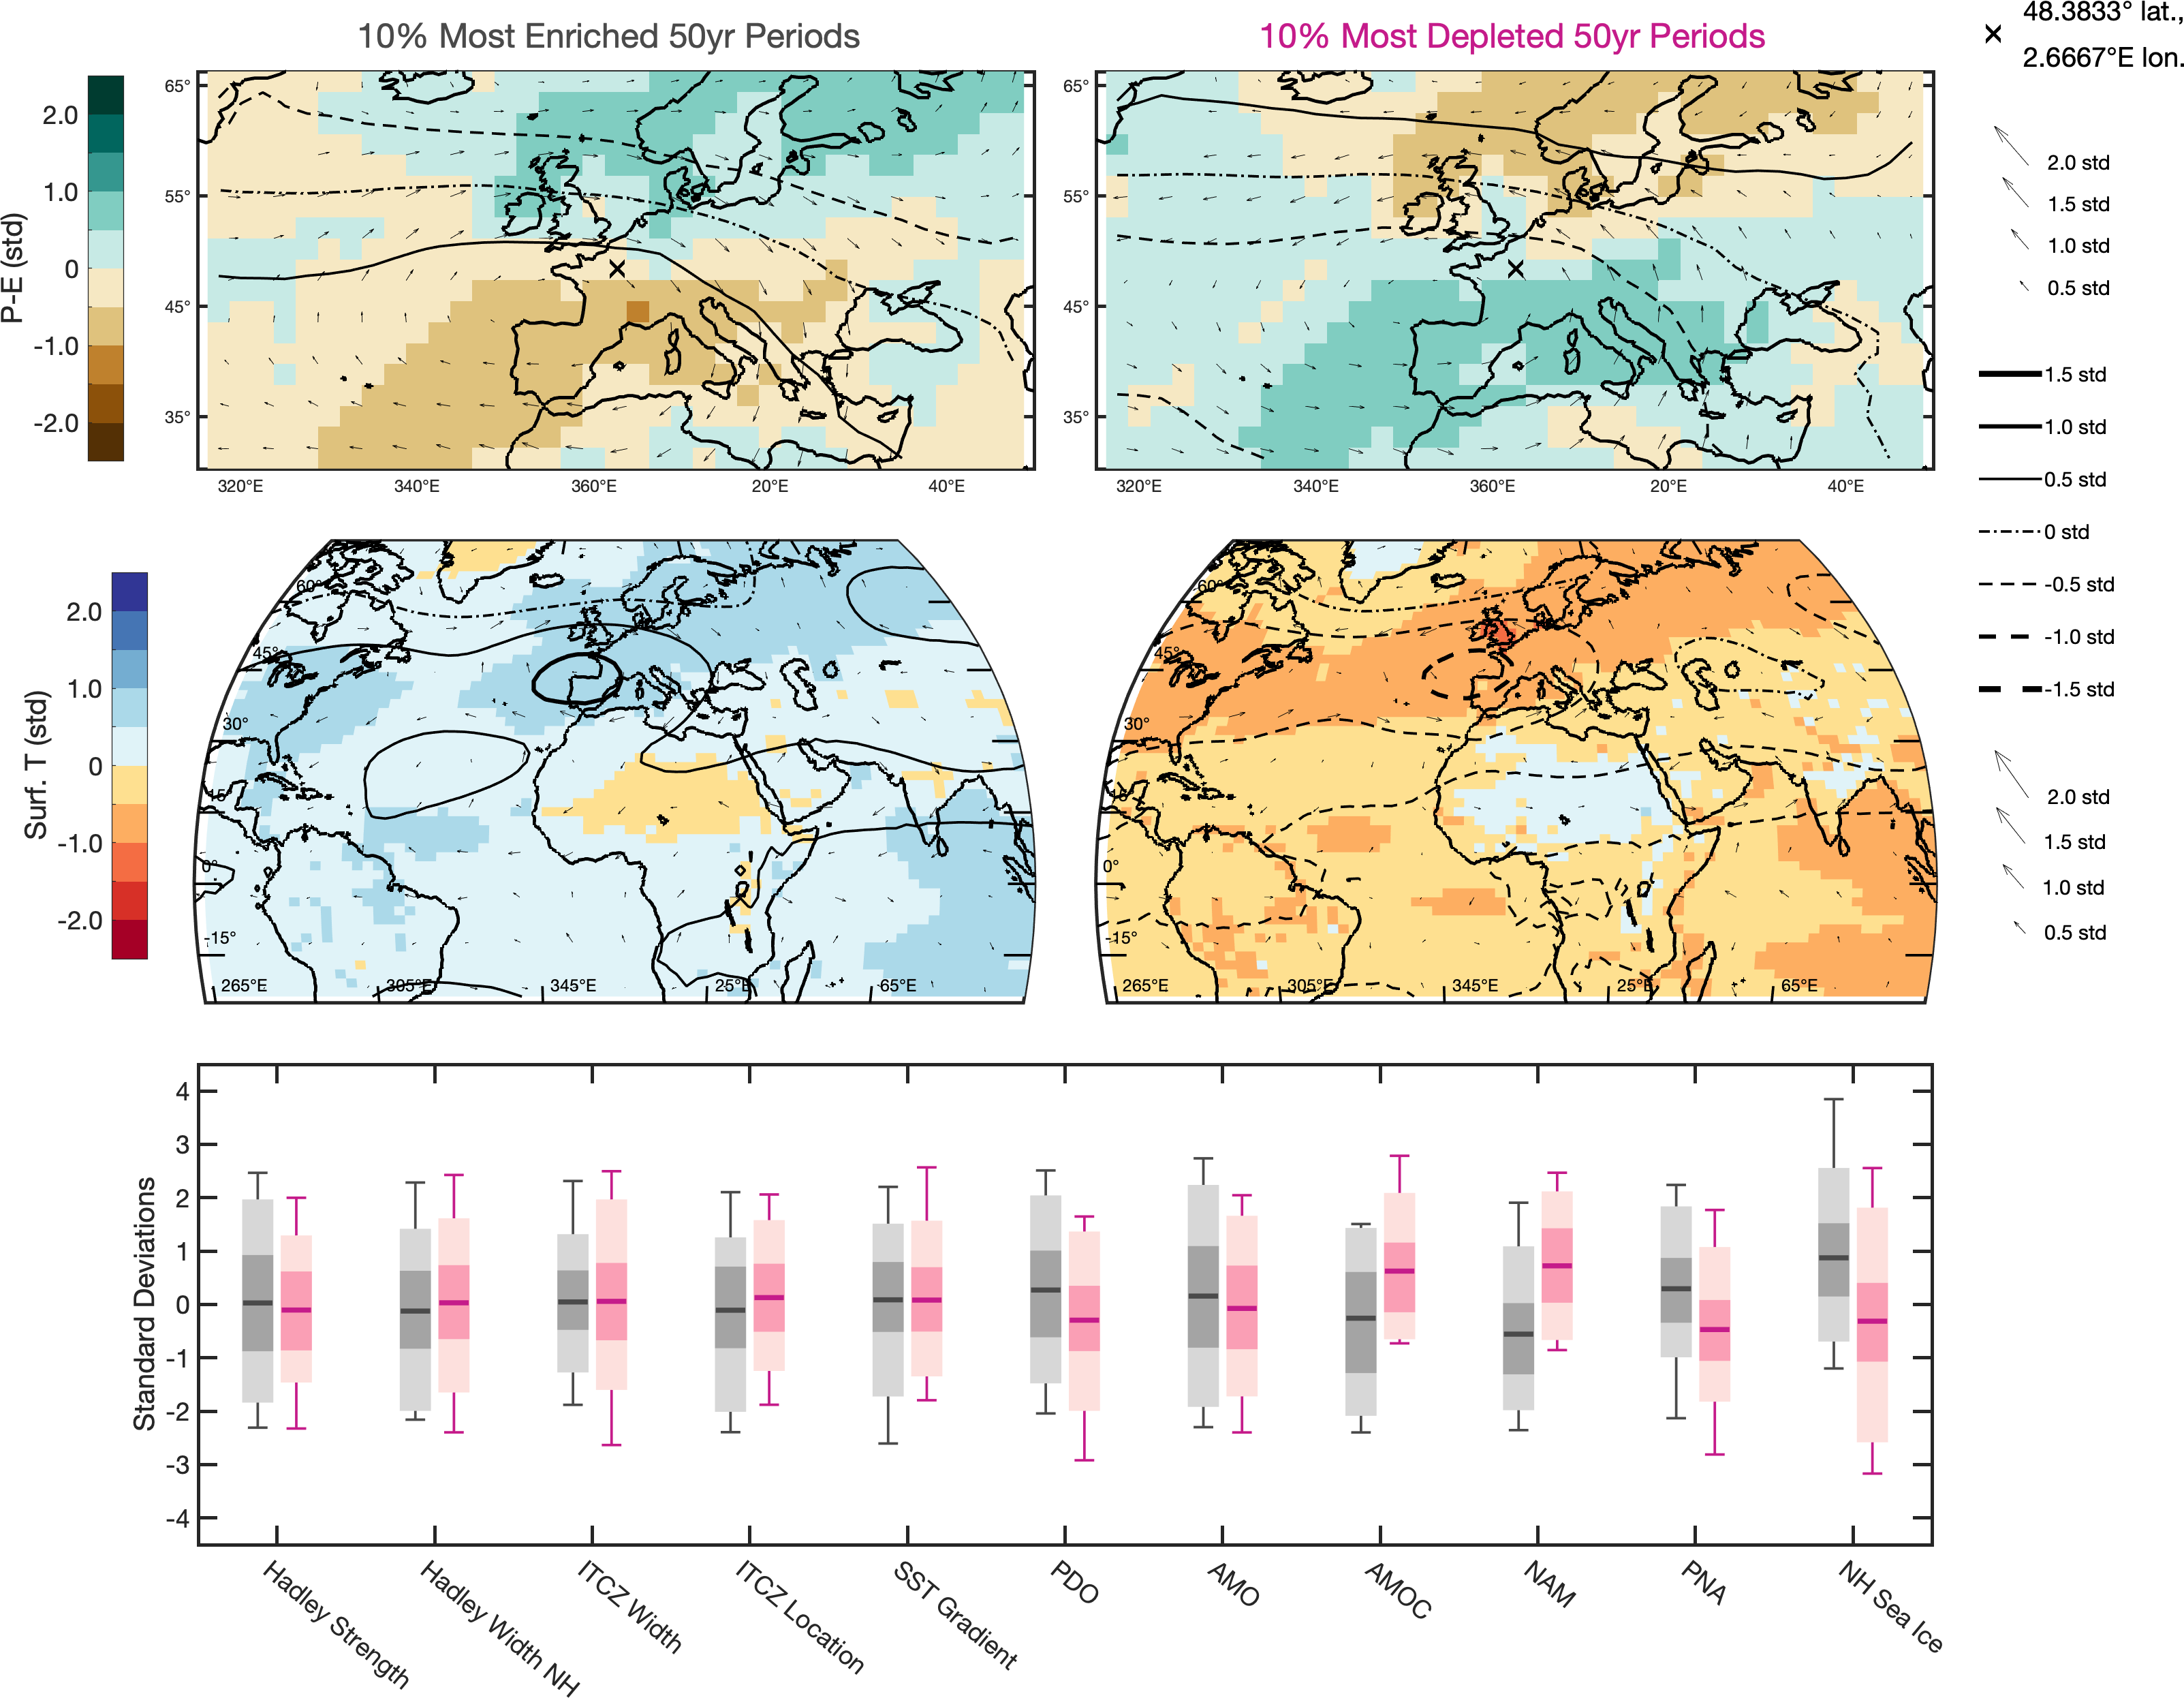 10% Most Enriched 50yr Periods
10% Most Depleted 50yr Periods
48.3833° lat.,
2.6667°E lon.
P-E (std)
2.0
1.0
0
-1.0
-2.0
65°
55°
45°
35°
320°E
340°E
360°E
20°E
40°E
65°
55°
45°
35°
320°E
340°E
360°E
20°E
40°E
2.0 std
1.5 std
1.0 std
0.5 std
1.5 std
1.0 std
0.5 std
0 std
-0.5 std
-1.0 std
-1.5 std
2.0 std
1.5 std
1.0 std
0.5 std
Surf. T (std)
2.0
1.0
0
-1.0
-2.0
60°
45°
30°
15°
0°
-15°
265°E
305°E
345°E
25°E
65°E
60°
45°
30°
15°
0°
-15°
265°E
305°E
345°E
25°E
65°E
Standard Deviations
4
3
2
1
0
-1
-2
-3
-4
Hadley Strength
Hadley Width NH
ITCZ Width
ITCZ Location
SST Gradient
PDO
AMO
AMOC
NAM
PNA
NH Sea Ice